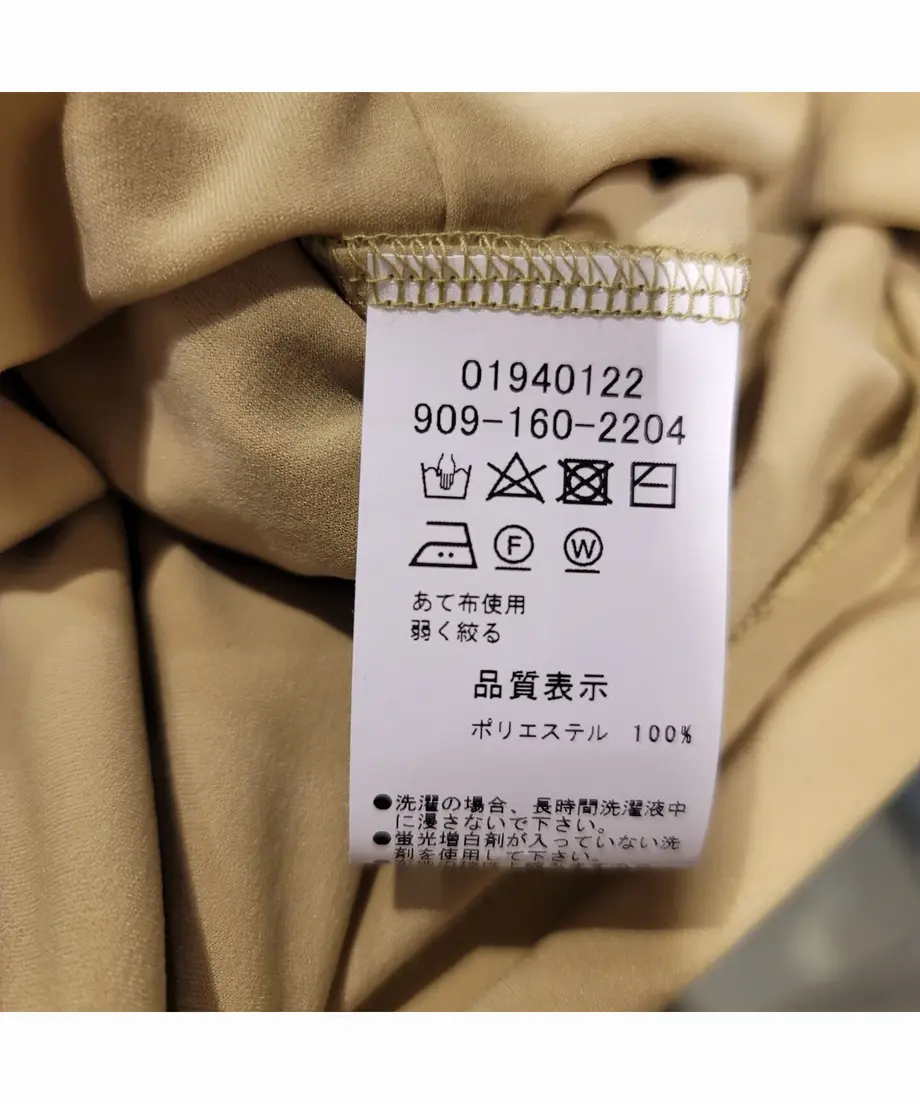 01940122
909-160-2204
F W
あて布使用
弱く絞る
品質表示
ポリエステル 100%
●洗濯の場合、長時間洗濯液中
に浸さないで下さい。
●蛍光増白剤が入っていない洗
剤を使用して下さい。